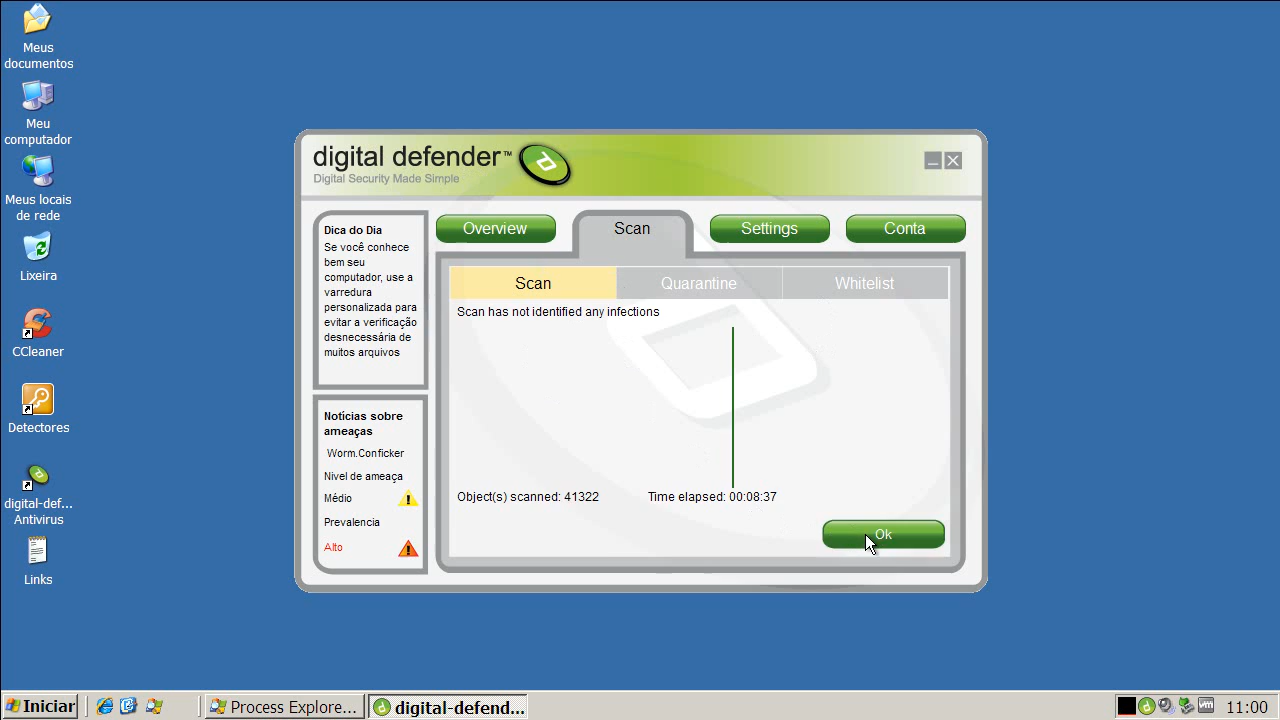 Meus
documentos
Meu
computador
Meus locais
de rede
Lixeira
CCleaner
Detectores
digital-def...
Antivirus
Links
digital defender™
Digital Security Made Simple
Dica do Dia
Se você conhece
bem seu
computador, use a
varredura
personalizada para
evitar a verificação
desnecessária de
muitos arquivos
Notícias sobre
ameaças
Worm.Conficker
Nivel de ameaça
Médio
Prevalencia
Alto
Overview
Scan
Settings
Conta
Scan
Quarantine
Whitelist
Scan has not identified any infections
Object(s) scanned: 41322
Time elapsed: 00:08:37
Ok
Iniciar
Process Explore...
digital-defend...
11:00